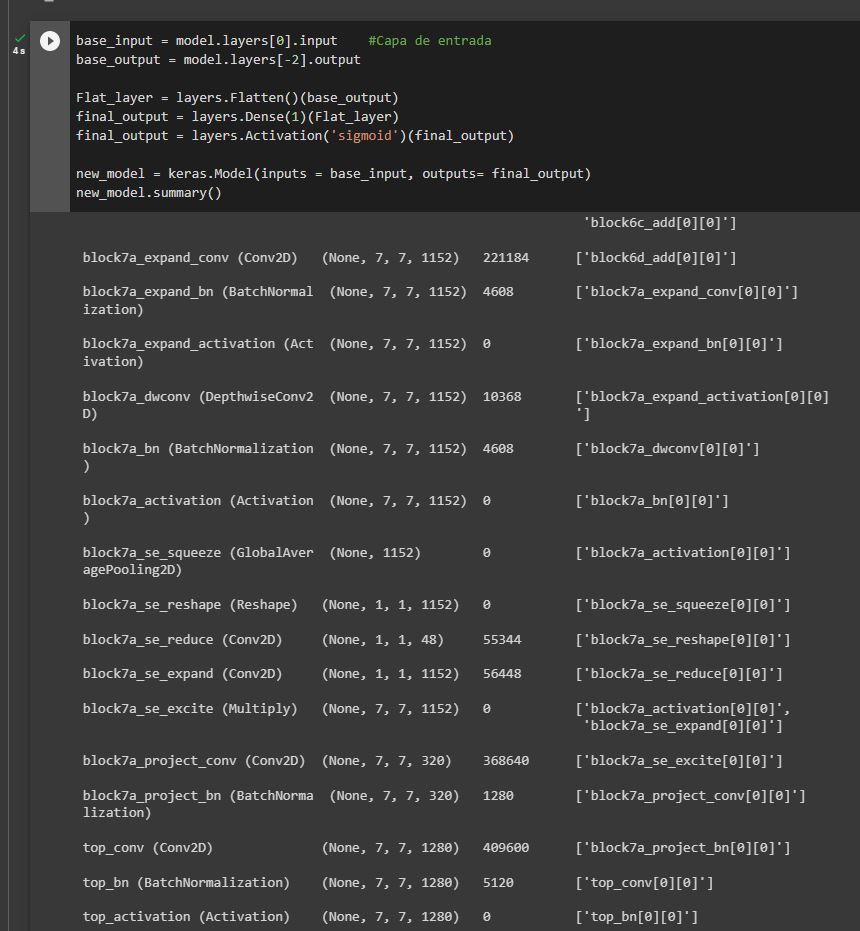 4s
base_input = model.layers[0].input    #Capa de entrada
base_output = model.layers[-2].output
Flat_layer = layers.Flatten()(base_output)
final_output = layers.Dense(1)(Flat_layer)
final_output = layers.Activation('sigmoid')(final_output)
new_model = keras.Model(inputs = base_input, outputs= final_output)
new_model.summary()
'block6c_add[0][0]']
block7a_expand_conv (Conv2D)   (None, 7, 7, 1152)   221184      ['block6d_add[0][0]']
block7a_expand_bn (BatchNormal  (None, 7, 7, 1152)  4608        ['block7a_expand_conv[0][0]']
ization)
block7a_expand_activation (Act  (None, 7, 7, 1152)  0           ['block7a_expand_bn[0][0]']
ivation)
block7a_dwconv (DepthwiseConv2  (None, 7, 7, 1152)  10368       ['block7a_expand_activation[0][0]
D)                                                              ']
block7a_bn (BatchNormalization  (None, 7, 7, 1152)  4608        ['block7a_dwconv[0][0]']
)
block7a_activation (Activation  (None, 7, 7, 1152)  0           ['block7a_bn[0][0]']
)
block7a_se_squeeze (GlobalAver  (None, 1152)        0           ['block7a_activation[0][0]']
agePooling2D)
block7a_se_reshape (Reshape)   (None, 1, 1, 1152)   0           ['block7a_se_squeeze[0][0]']
block7a_se_reduce (Conv2D)     (None, 1, 1, 48)     55344       ['block7a_se_reshape[0][0]']
block7a_se_expand (Conv2D)     (None, 1, 1, 1152)   56448       ['block7a_se_reduce[0][0]']
block7a_se_excite (Multiply)   (None, 7, 7, 1152)   0           ['block7a_activation[0][0]',
'block7a_se_expand[0][0]']
block7a_project_conv (Conv2D)  (None, 7, 7, 320)    368640      ['block7a_se_excite[0][0]']
block7a_project_bn (BatchNorma  (None, 7, 7, 320)   1280        ['block7a_project_conv[0][0]']
lization)
top_conv (Conv2D)              (None, 7, 7, 1280)   409600      ['block7a_project_bn[0][0]']
top_bn (BatchNormalization)    (None, 7, 7, 1280)   5120        ['top_conv[0][0]']
top_activation (Activation)    (None, 7, 7, 1280)   0           ['top_bn[0][0]']